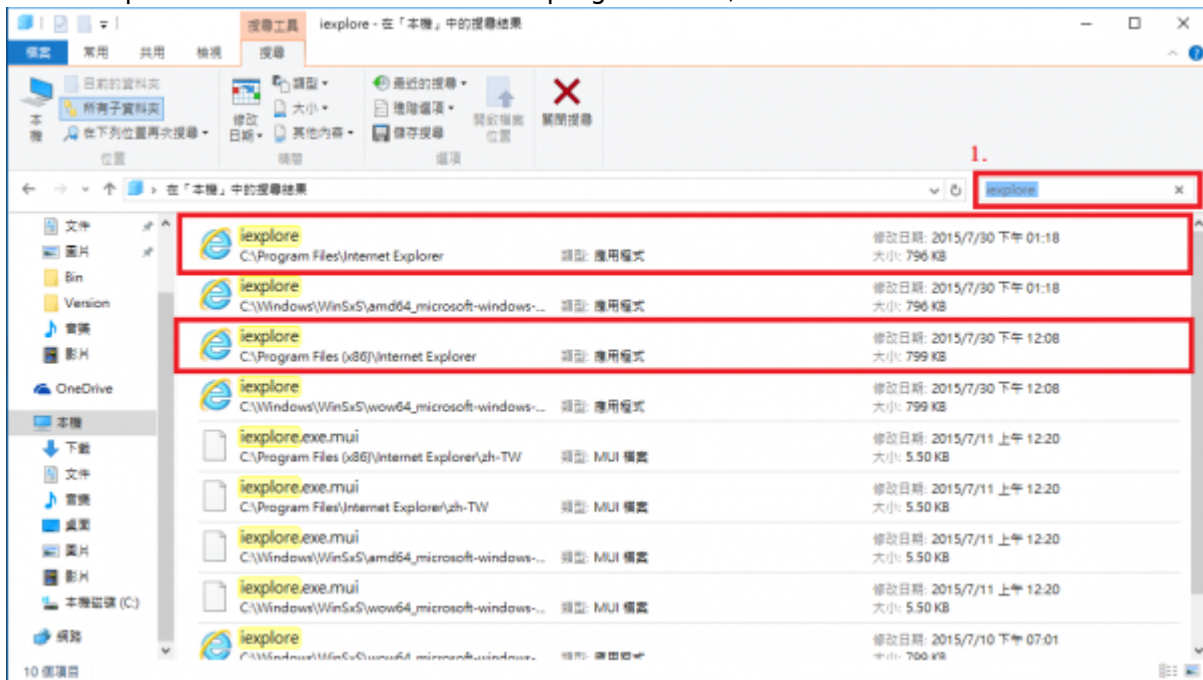 搜尋工具
iexplore - 在「本機」中的搜尋結果
檔案 常用 共用 檢視 搜尋
本機
目前的資料夾
所有子資料夾
在下列位置再次搜尋
位置
修改日期
類型
大小
其他內容
精簡
最近的搜尋
進階選項
儲存搜尋
開啟檔案位置
選項
關閉搜尋
1.
在「本機」中的搜尋結果
iexplore
文件
圖片
Bin
Version
音樂
影片
OneDrive
本機
下載
文件
音樂
桌面
圖片
影片
本機磁碟 (C:)
網路
iexplore 修改日期: 2015/7/30 下午 01:18
C:\Program Files\Internet Explorer 類型: 應用程式 大小: 796 KB
iexplore 修改日期: 2015/7/30 下午 01:18
C:\Windows\WinSxS\amd64_microsoft-windows-... 類型: 應用程式 大小: 796 KB
iexplore 修改日期: 2015/7/30 下午 12:08
C:\Program Files (x86)\Internet Explorer 類型: 應用程式 大小: 799 KB
iexplore 修改日期: 2015/7/30 下午 12:08
C:\Windows\WinSxS\wow64_microsoft-windows-... 類型: 應用程式 大小: 799 KB
iexplore.exe.mui 修改日期: 2015/7/11 上午 12:20
C:\Program Files (x86)\Internet Explorer\zh-TW 類型: MUI 檔案 大小: 5.50 KB
iexplore.exe.mui 修改日期: 2015/7/11 上午 12:20
C:\Program Files\Internet Explorer\zh-TW 類型: MUI 檔案 大小: 5.50 KB
iexplore.exe.mui 修改日期: 2015/7/11 上午 12:20
C:\Windows\WinSxS\amd64_microsoft-windows-... 類型: MUI 檔案 大小: 5.50 KB
iexplore.exe.mui 修改日期: 2015/7/11 上午 12:20
C:\Windows\WinSxS\wow64_microsoft-windows-... 類型: MUI 檔案 大小: 5.50 KB
iexplore 修改日期: 2015/7/10 下午 07:01
C:\Windows\WinSxS\wow64_microsoft-windows- 類型: 應用程式 大小: 799 KB
10 個項目